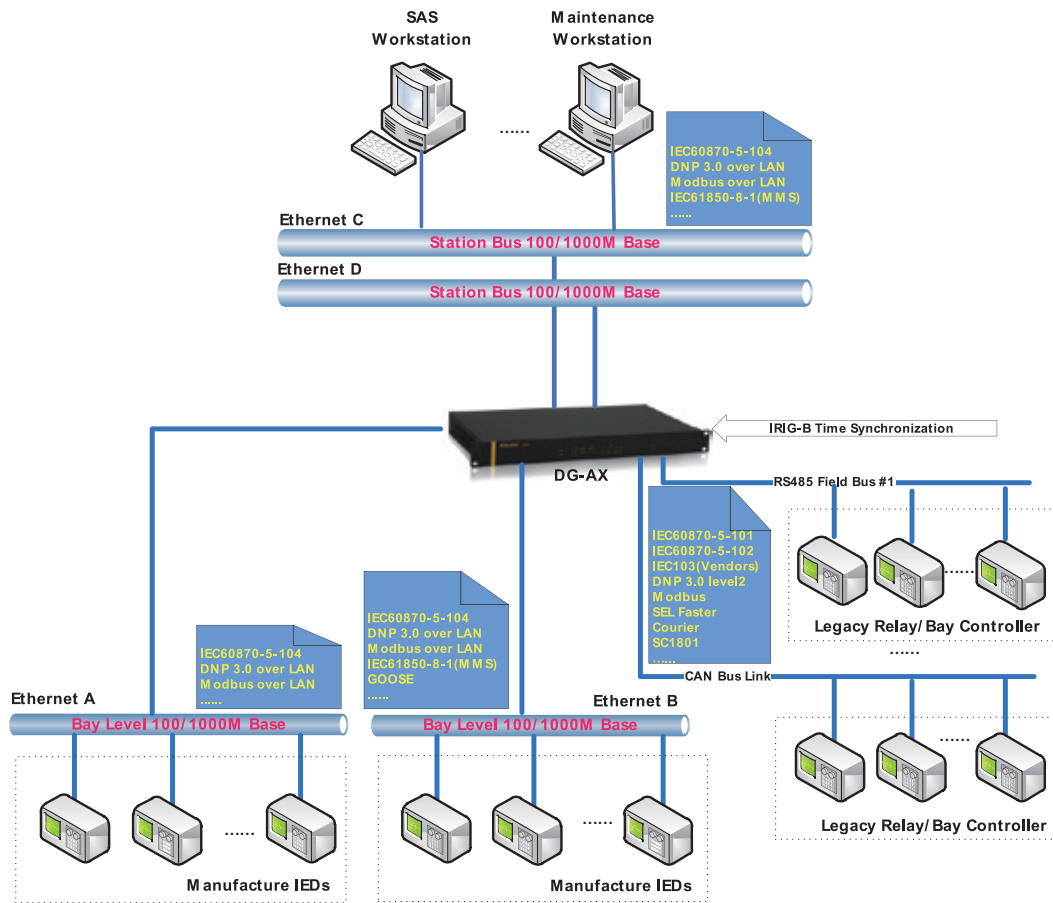 SAS
Workstation
Maintenance
Workstation
......
IEC60870-5-104
DNP 3.0 over LAN
Modbus over LAN
IEC61850-8-1(MMS)
......
Ethernet C
Station Bus 100/1000M Base
Ethernet D
Station Bus 100/1000M Base
IRIG-B Time Synchronization
DG-AX
RS485 Field Bus #1
IEC60870-5-101
IEC60870-5-102
IEC103(Vendors)
DNP 3.0 level2
Modbus
SEL Faster
Courier
SC1801
......
......
Legacy Relay/Bay Controller
......
CAN Bus Link
......
Legacy Relay/Bay Controller
IEC60870-5-104
DNP 3.0 over LAN
Modbus over LAN
IEC61850-8-1(MMS)
GOOSE
......
IEC60870-5-104
DNP 3.0 over LAN
Modbus over LAN
......
Ethernet A
Bay Level 100/1000M Base
......
Manufacture IEDs
Ethernet B
Bay Level 100/1000M Base
......
Manufacture IEDs